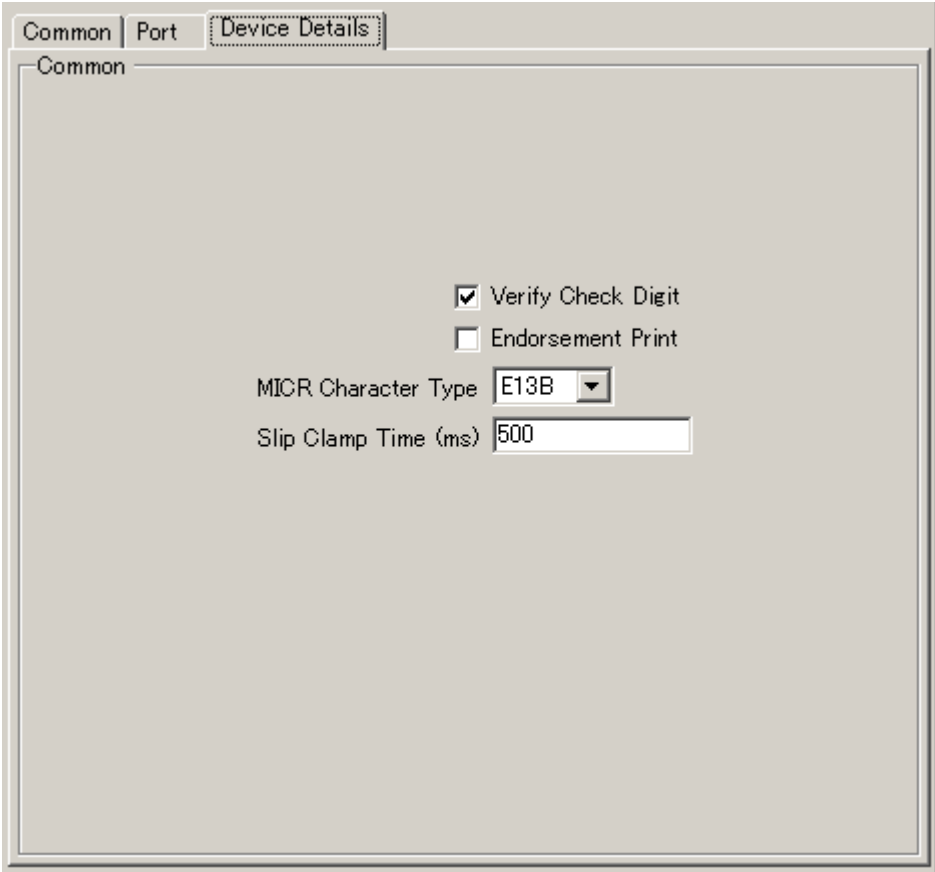 Common Port Device Details
Common
Verify Check Digit
Endorsement Print
MICR Character Type E13B
Slip Clamp Time (ms) 500